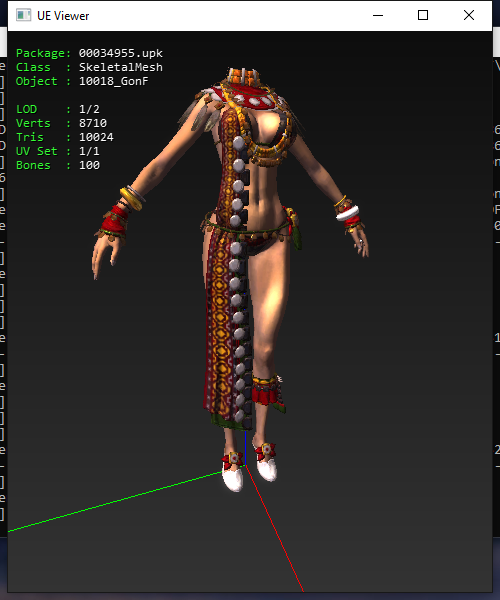 UE Viewer
Package: 00034955.upk
Class : SkeletalMesh
Object : 10018_GonF
LOD : 1/2
Verts : 8710
Tris : 10024
UV Set : 1/1
Bones : 100